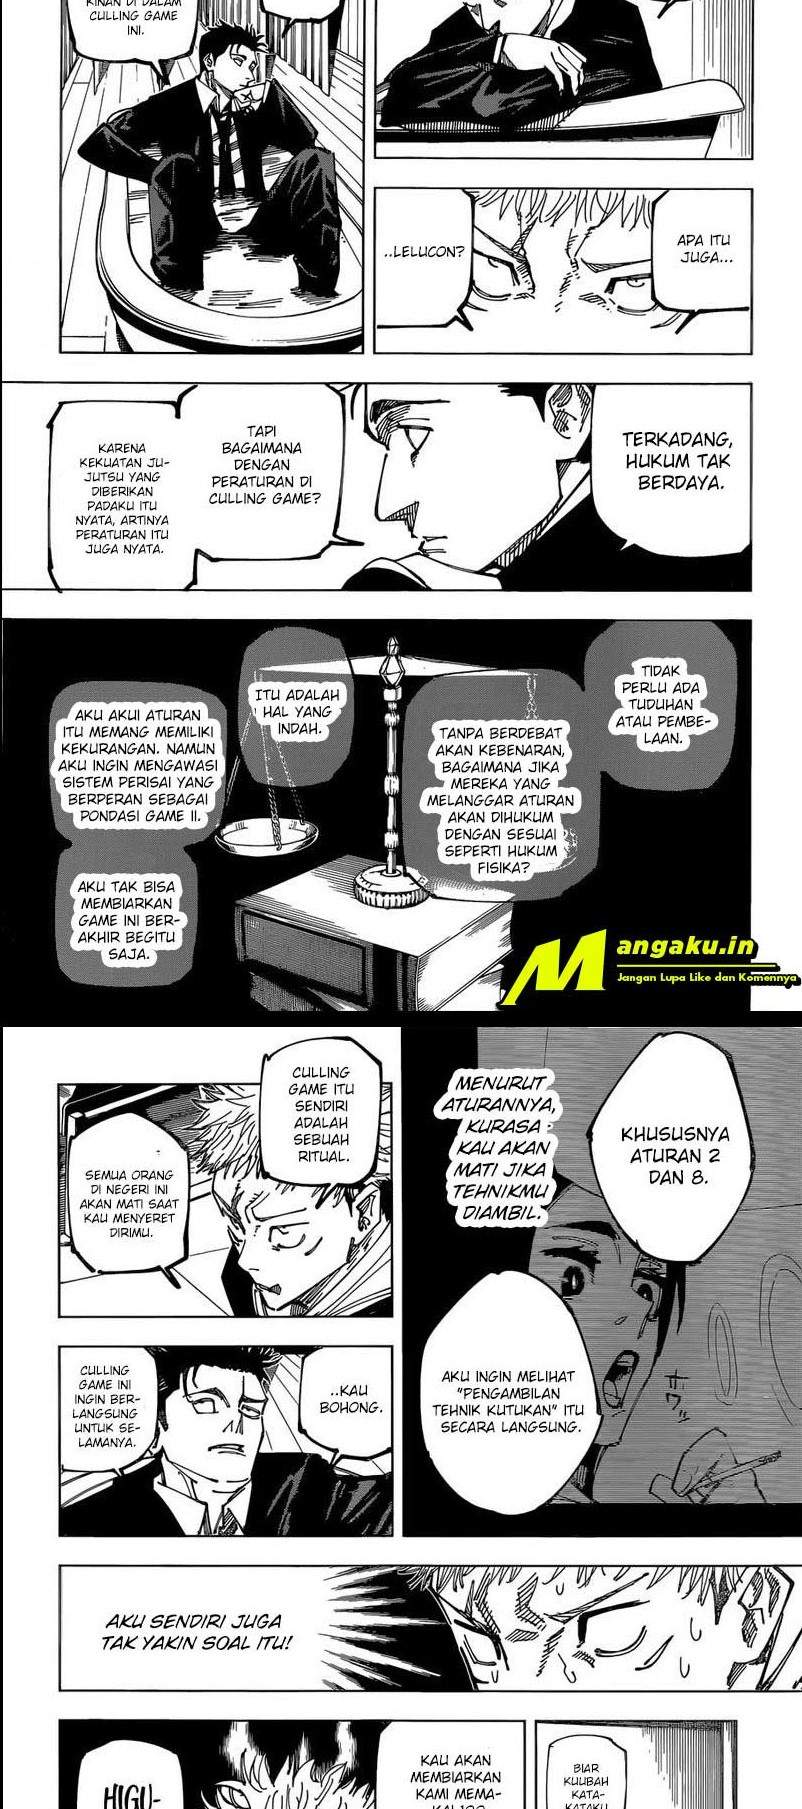 KINAN DI DALAM
CULLING GAME
INI.
APA ITU
JUGA...
..LELUCON?
TERKADANG,
HUKUM TAK
BERDAYA.
TAPI
BAGAIMANA
DENGAN
PERATURAN DI
CULLING GAME?
KARENA
KEKUATAN JU-
JUTSU YANG
DIBERIKAN
PADAKU ITU
NYATA, ARTINYA
PERATURAN ITU
JUGA NYATA.
TIDAK
PERLU ADA
TUDUHAN
ATAU PEMBE-
LAAN.
TANPA BERDEBAT
AKAN KEBENARAN,
BAGAIMANA JIKA
MEREKA YANG
MELANGGAR ATURAN
AKAN DIHUKUM
DENGAN SESUAI
SEPERTI HUKUM
FISIKA?
ITU ADALAH
HAL YANG
INDAH.
AKU AKUI ATURAN
ITU MEMANG MEMILIKI
KEKURANGAN. NAMUN
AKU INGIN MENGAWASI
SISTEM PERISAI YANG
BERPERAN SEBAGAI
PONDASI GAME II.
AKU TAK BISA
MEMBIARKAN
GAME INI BER-
AKHIR BEGITU
SAJA.
Mangaku.in
Jangan Lupa Like dan Komennya
KHUSUSNYA
ATURAN 2
DAN 8.
MENURUT
ATURANNYA,
KURASA
KAU AKAN
MATI JIKA
TEHNIKMU
DIAMBIL.
AKU INGIN MELIHAT
"PENGAMBILAN
TEHNIK KUTUKAN" ITU
SECARA LANGSUNG.
CULLING
GAME ITU
SENDIRI
ADALAH
SEBUAH
RITUAL.
SEMUA ORANG
DI NEGERI INI
AKAN MATI SAAT
KAU MENYERET
DIRIMU.
..KAU
BOHONG.
CULLING
GAME INI
INGIN BER-
LANGSUNG
UNTUK SE-
LAMANYA.
AKU SENDIRI JUGA
TAK YAKIN SOAL ITU!
BIAR
KUUBAH
KATA-
KATAKU
KAU AKAN
MEMBIARKAN
KAMI MEMA-
KAI 100
HIGU-